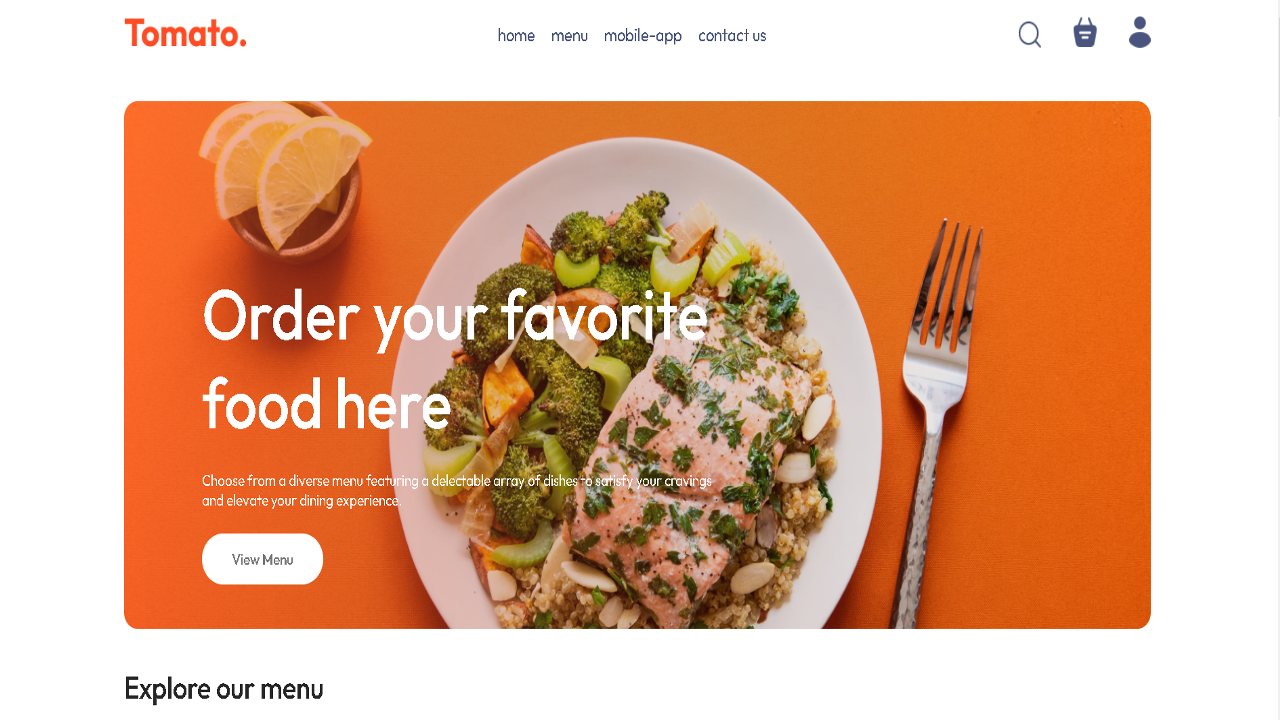 Tomato.
home menu mobile-app contact us
Order your favorite
food here
Choose from a diverse menu featuring a delectable array of dishes to satisfy your cravings
and elevate your dining experience.
View Menu
Explore our menu